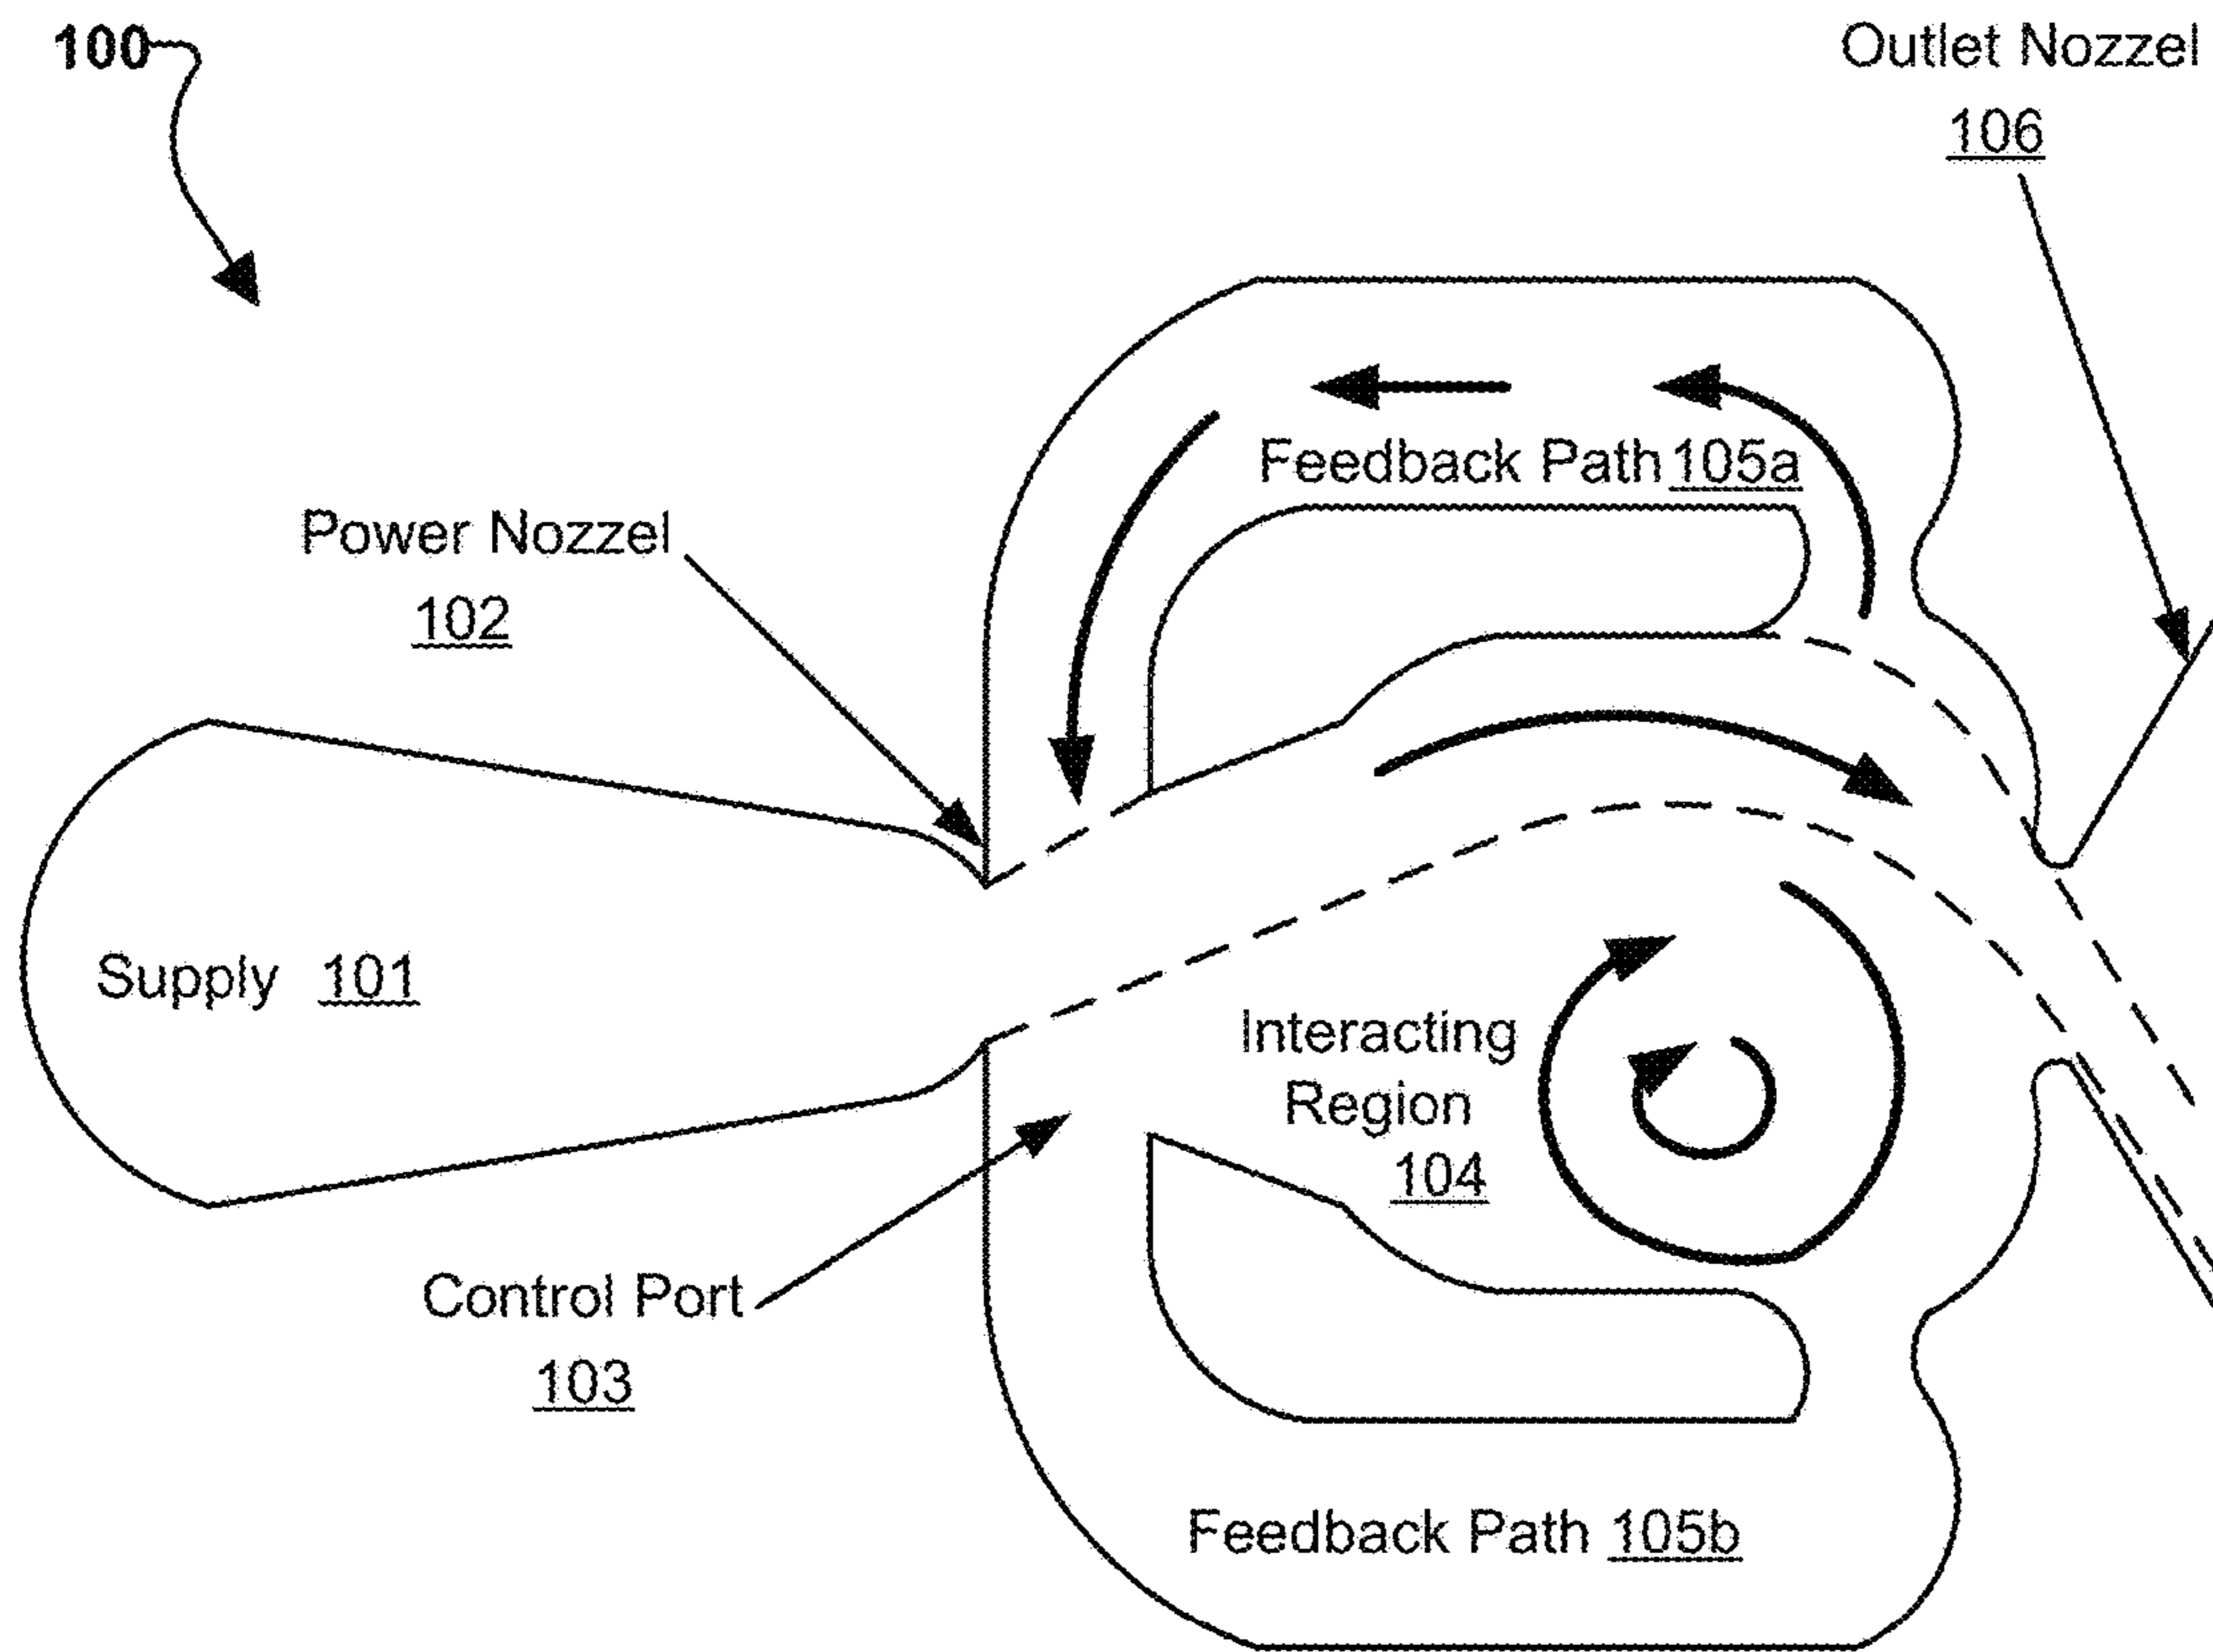 100
Outlet Nozzel
106
Feedback Path 105a
Power Nozzel
102
Supply 101
Interacting
Region
104
Control Port
103
Feedback Path 105b